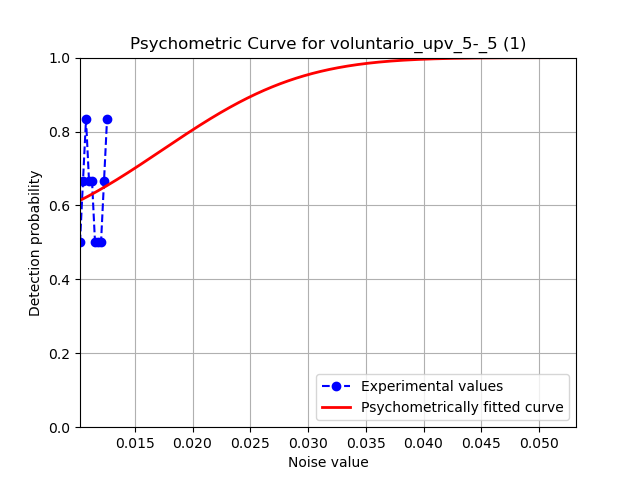 Psychometric Curve for voluntario_upv_5-_5 (1)
Detection probability
1.0
0.8
0.6
0.4
0.2
0.0
0.015 0.020 0.025 0.030 0.035 0.040 0.045 0.050
Noise value
Experimental values
Psychometrically fitted curve